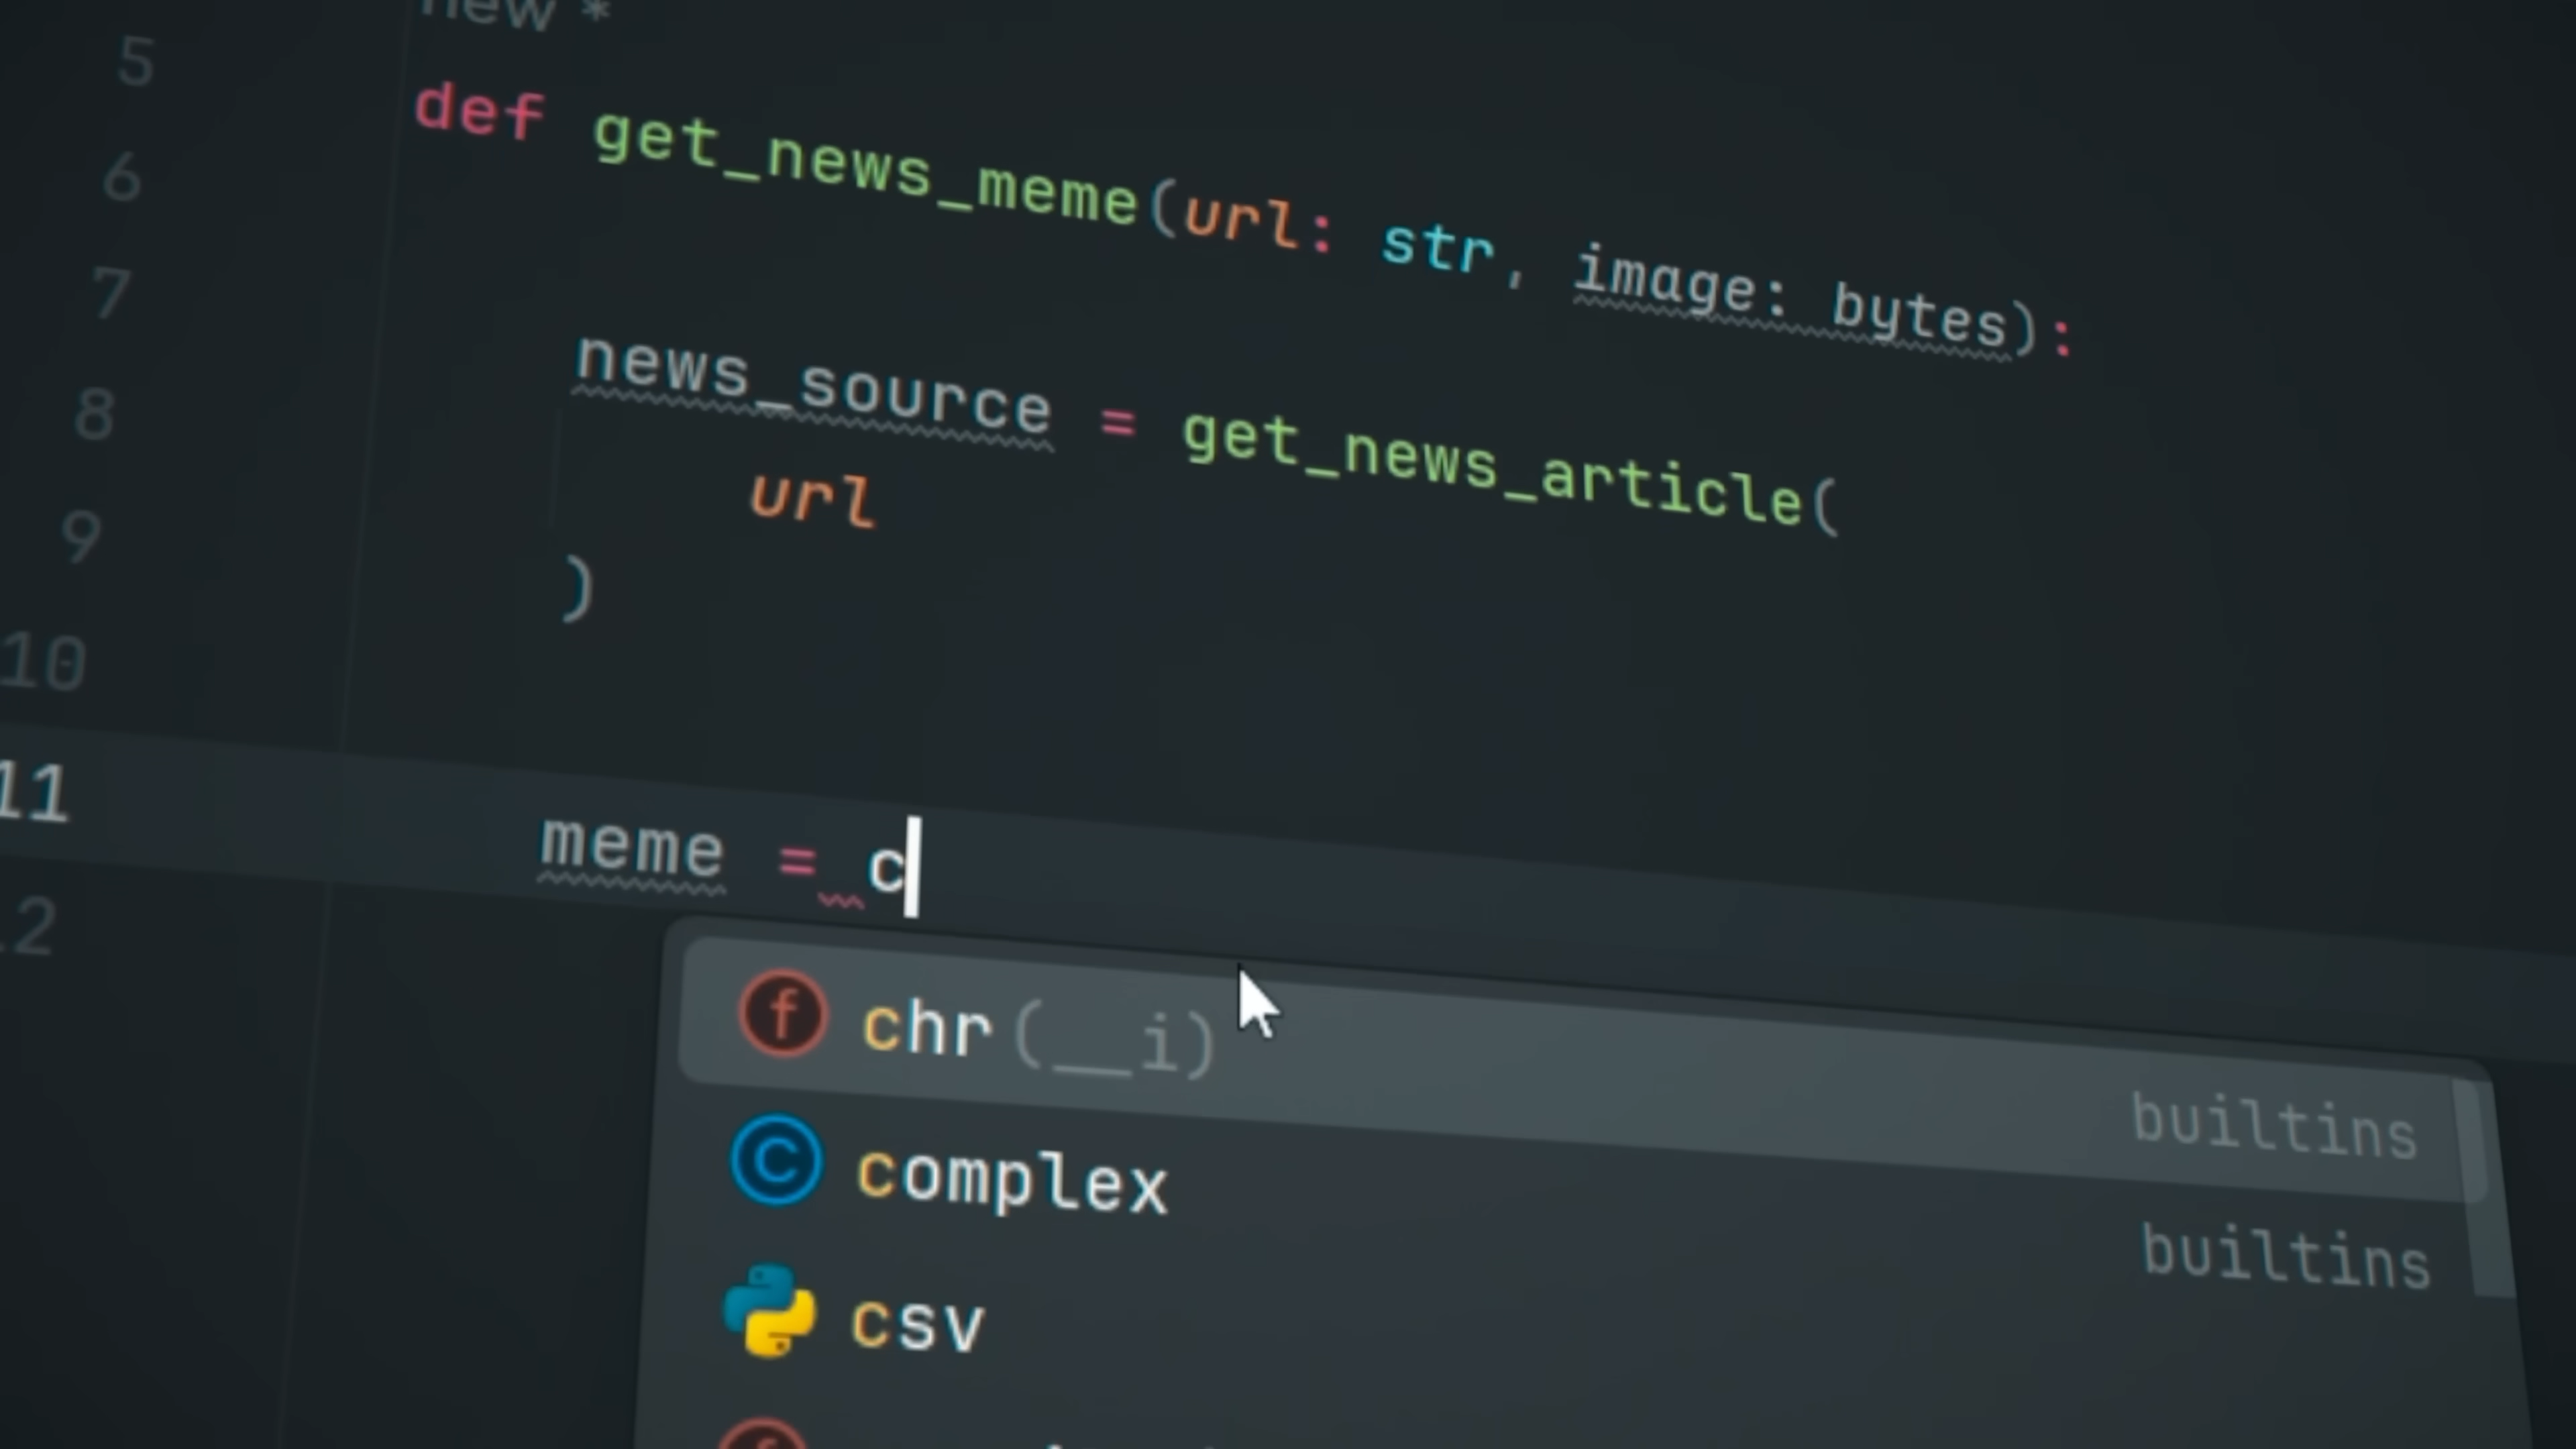 new *
5
def get_news_meme(url: str, image: bytes):
6
7
news_source = get_news_article(
8
url
9
)
10
11
meme = c
12
f chr(__i) builtins
C complex builtins
csv
f